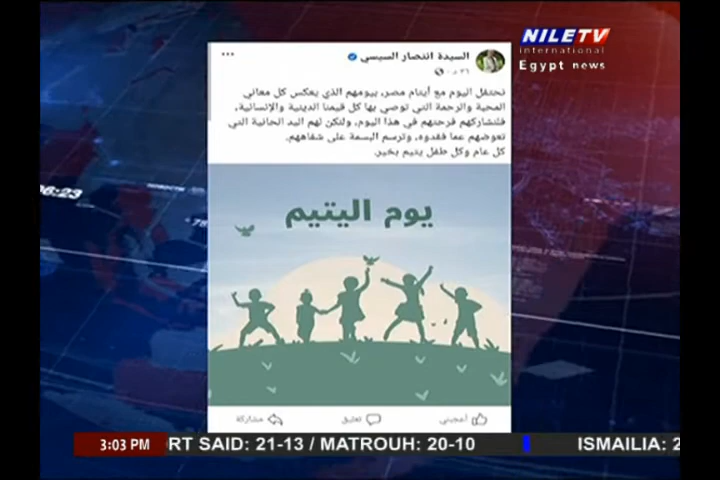 NILETV
international
Egypt news
السيدة انتصار السيسي
٣٦ د
نحتفل اليوم مع أيتام مصر، بيومهم الذي يعكس كل معاني
المحبة والرحمة التي توصي بها كل قيمنا الدينية والإنسانية،
فلنشاركهم فرحتهم في هذا اليوم، ولنكن لهم اليد الحانية التي
تعوضهم عما فقدوه، وترسم البسمة على شفاههم.
كل عام وكل طفل يتيم بخير.
يوم اليتيم
أعجبني
تعليق
مشاركة
3:03 PM
RT SAID: 21-13 / MATROUH: 20-10
ISMAILIA: 2